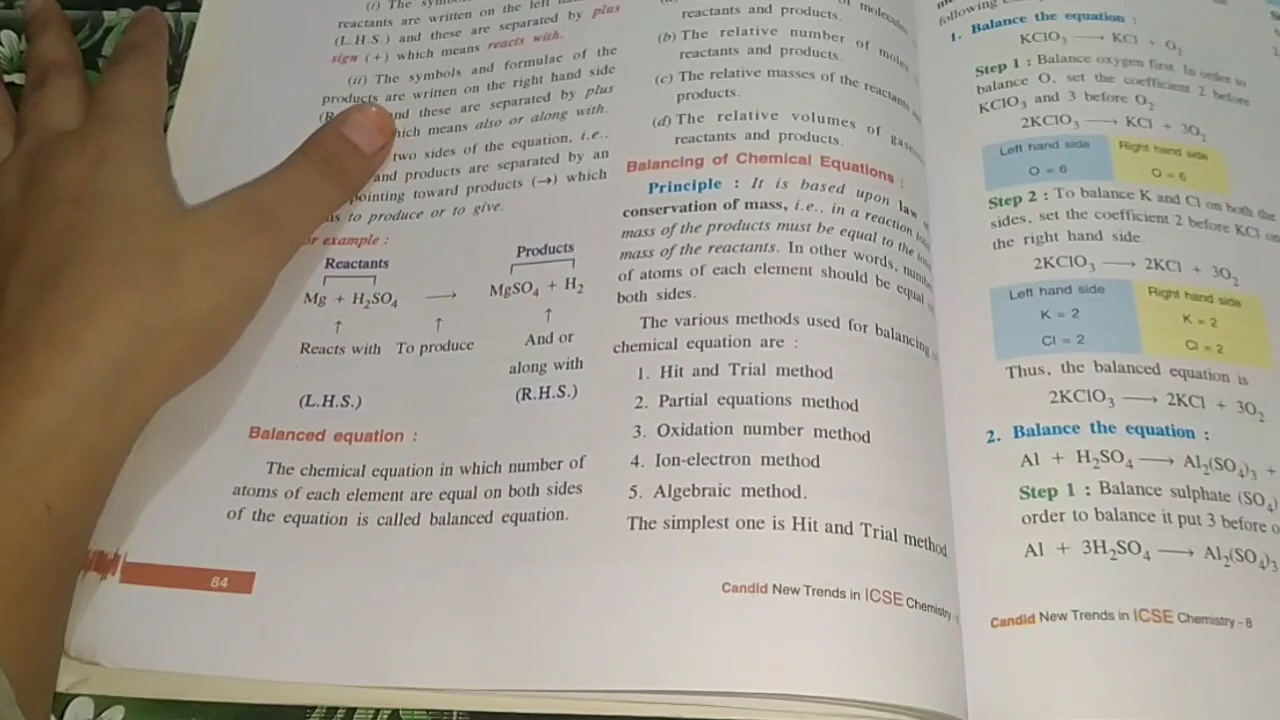 (i) The
reactants are written on the left
(L.H.S.) and these are separated by plus
sign (+) which means reacts with.
(ii) The symbols and formulae of the
products are written on the right hand side
and these are separated by plus
means also or along with.
two sides of the equation, i.e.,
and products are separated by an
pointing toward products (→) which
to produce or to give.
example :
Reactants Products
Mg + H₂SO₄ → MgSO₄ + H₂
↑ ↑ ↑
Reacts with To produce And or
along with
(L.H.S.) (R.H.S.)
Balanced equation :
The chemical equation in which number of
atoms of each element are equal on both sides
of the equation is called balanced equation.
84
reactants and products.
(b) The relative number of moles
reactants and products.
(c) The relative masses of the reactants
products.
(d) The relative volumes of
reactants and products.
Balancing of Chemical Equations :
Principle : It is based upon law
conservation of mass, i.e., in a reaction
mass of the products must be equal to the
mass of the reactants. In other words,
of atoms of each element should be equal
both sides.
The various methods used for balancing
chemical equation are :
1. Hit and Trial method
2. Partial equations method
3. Oxidation number method
4. Ion-electron method
5. Algebraic method.
The simplest one is Hit and Trial method
Candid New Trends in ICSE Chemistry -
following
1. Balance the equation :
KClO₃ → KCl + O₂
Step 1 : Balance oxygen first. In order to
balance O, set the coefficient 2 before
KClO₃ and 3 before O₂
2KClO₃ → KCl + 3O₂
Left hand side Right hand side
O = 6 O = 6
Step 2 : To balance K and Cl on both the
sides, set the coefficient 2 before KCl on
the right hand side.
2KClO₃ → 2KCl + 3O₂
Left hand side Right hand side
K = 2 K = 2
Cl = 2 Cl = 2
Thus, the balanced equation is
2KClO₃ → 2KCl + 3O₂
2. Balance the equation :
Al + H₂SO₄ → Al₂(SO₄)₃ +
Step 1 : Balance sulphate (SO₄)
order to balance it put 3 before
Al + 3H₂SO₄ → Al₂(SO₄)₃
Candid New Trends in ICSE Chemistry - 8